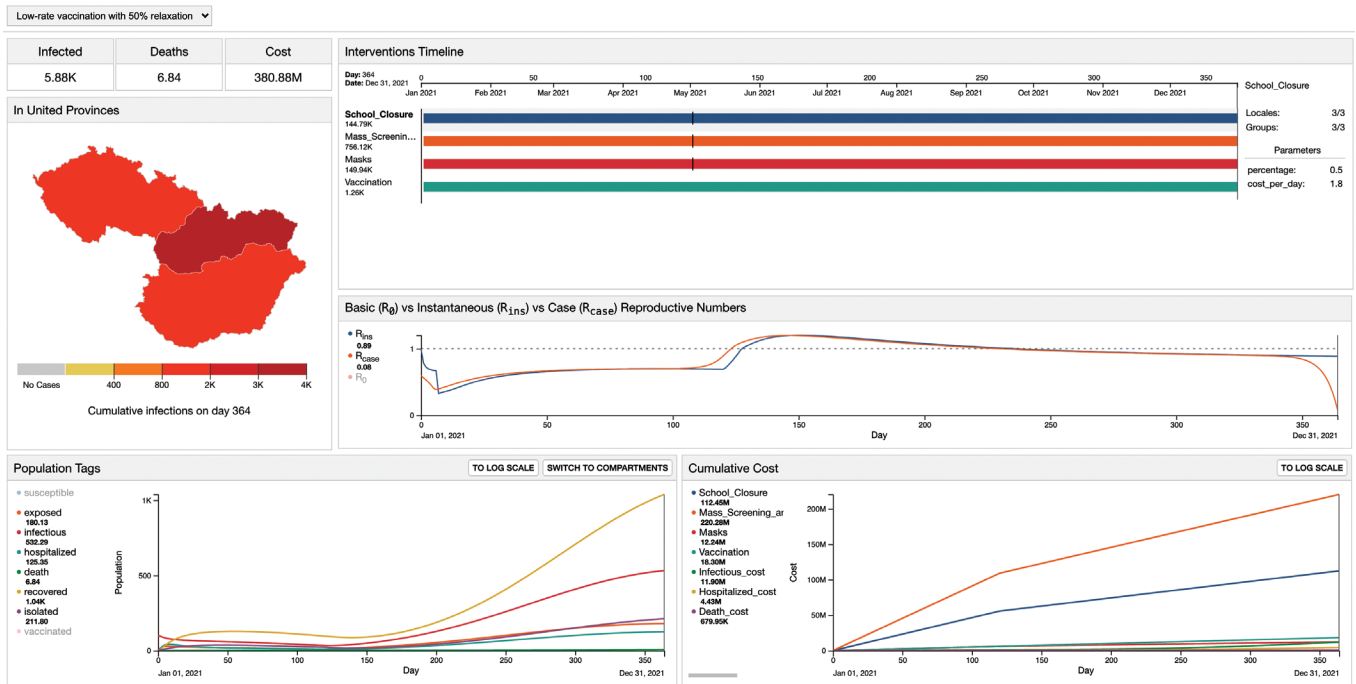 Low-rate vaccination with 50% relaxation
Infected Deaths Cost
5.88K 6.84 380.88M
In United Provinces
No Cases 400 800 2K 3K 4K
Cumulative infections on day 364
Interventions Timeline
Day: 364
Date: Dec 31, 2021
0 50 100 150 200 250 300 350
Jan 2021 Feb 2021 Mar 2021 Apr 2021 May 2021 Jun 2021 Jul 2021 Aug 2021 Sep 2021 Oct 2021 Nov 2021 Dec 2021
School_Closure
144.79K
Mass_Screenin...
756.12K
Masks
149.94K
Vaccination
1.26K
School_Closure
Locales: 3/3
Groups: 3/3
Parameters
percentage: 0.5
cost_per_day: 1.8
Basic (R0) vs Instantaneous (Rins) vs Case (Rcase) Reproductive Numbers
Rins
0.89
Rcase
0.08
R0
1
0
0 50 100 150 200 250 300 350
Jan 01, 2021 Day Dec 31, 2021
Population Tags TO LOG SCALE SWITCH TO COMPARTMENTS
susceptible
exposed
180.13
infectious
532.29
hospitalized
125.35
death
6.84
recovered
1.04K
isolated
211.80
vaccinated
Population
1K
500
0
0 50 100 150 200 250 300 350
Jan 01, 2021 Day Dec 31, 2021
Cumulative Cost TO LOG SCALE
School_Closure
112.45M
Mass_Screening_ar
220.28M
Masks
12.24M
Vaccination
18.30M
Infectious_cost
11.90M
Hospitalized_cost
4.43M
Death_cost
679.95K
Cost
200M
150M
100M
50M
0
0 50 100 150 200 250 300 350
Jan 01, 2021 Day Dec 31, 2021